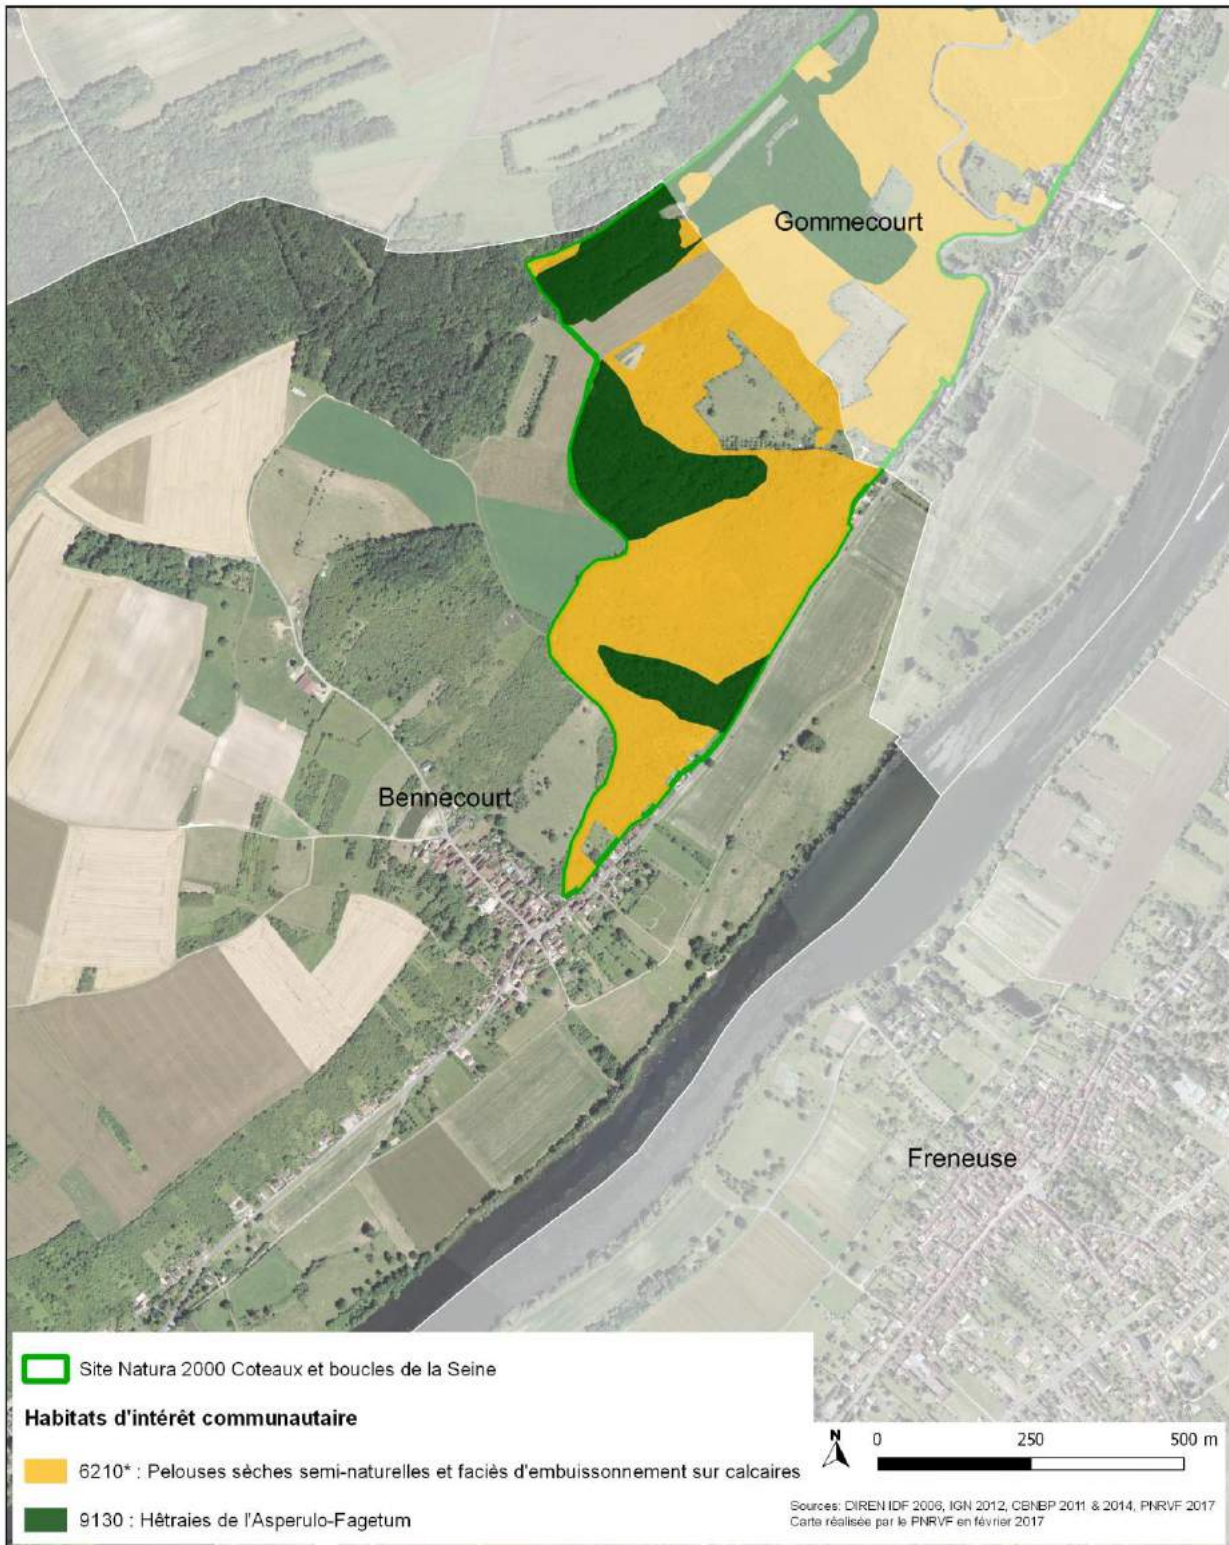 Gommecourt
Bennecourt
Freneuse
Site Natura 2000 Coteaux et boucles de la Seine
Habitats d'intérêt communautaire
6210* : Pelouses sèches semi-naturelles et faciès d'embuissonnement sur calcaires
9130 : Hêtraies de l'Asperulo-Fagetum
N
0 250 500 m
Sources: DIREN IDF 2006, IGN 2012, CBNBP 2011 & 2014, PNRVF 2017
Carte réalisée par le PNRVF en février 2017